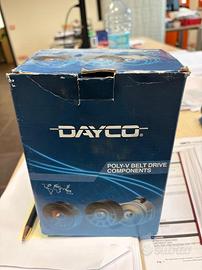 DAYCO
POLY-V BELT DRIVE
COMPONENTS